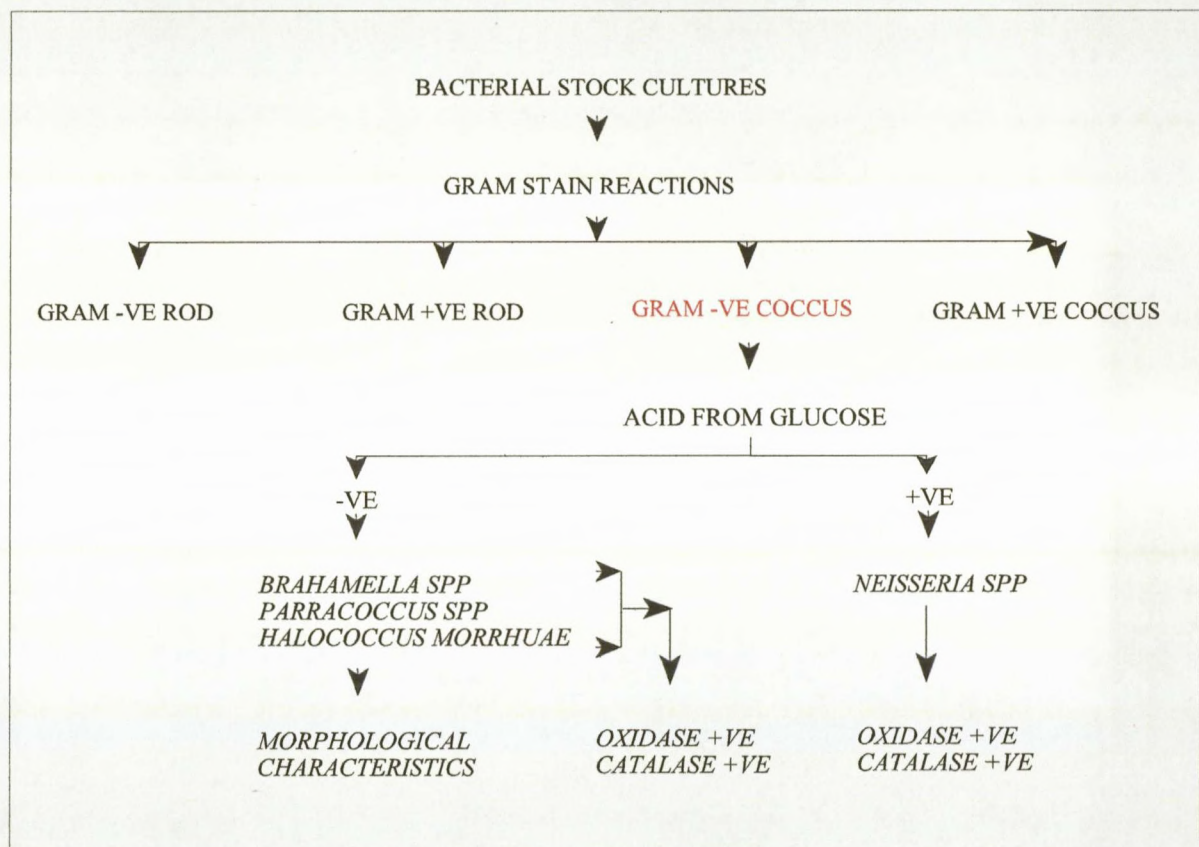 BACTERIAL STOCK CULTURES
GRAM STAIN REACTIONS
GRAM -VE ROD
GRAM +VE ROD
GRAM -VE COCCUS
GRAM +VE COCCUS
ACID FROM GLUCOSE
-VE
+VE
BRAHAMELLA SPP
PARRACOCCUS SPP
HALOCOCCUS MORRHUAE
NEISSERIA SPP
MORPHOLOGICAL
CHARACTERISTICS
OXIDASE +VE
CATALASE +VE
OXIDASE +VE
CATALASE +VE